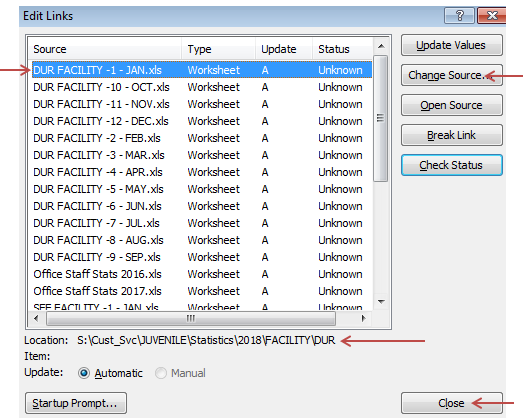 Edit Links
Source Type Update Status
DUR FACILITY -1 - JAN.xls Worksheet A Unknown
DUR FACILITY -10 - OCT.xls Worksheet A Unknown
DUR FACILITY -11 - NOV.xls Worksheet A Unknown
DUR FACILITY -12 - DEC.xls Worksheet A Unknown
DUR FACILITY -2 - FEB.xls Worksheet A Unknown
DUR FACILITY -3 - MAR.xls Worksheet A Unknown
DUR FACILITY -4 - APR.xls Worksheet A Unknown
DUR FACILITY -5 - MAY.xls Worksheet A Unknown
DUR FACILITY -6 - JUN.xls Worksheet A Unknown
DUR FACILITY -7 - JUL.xls Worksheet A Unknown
DUR FACILITY -8 - AUG.xls Worksheet A Unknown
DUR FACILITY -9 - SEP.xls Worksheet A Unknown
Office Staff Stats 2016.xls Worksheet A Unknown
Office Staff Stats 2017.xls Worksheet A Unknown
SEE FACILITY -1 - JAN.xls Worksheet A Unknown
Update Values
Change Source...
Open Source
Break Link
Check Status
Location: S:\Cust_Svc\JUVENILE\Statistics\2018\FACILITY\DUR
Item:
Update: Automatic Manual
Startup Prompt...
Close